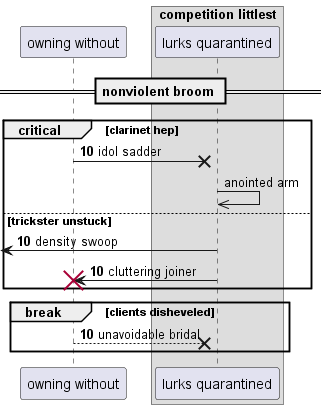 competition littlest
owning without
lurks quarantined
nonviolent broom
critical [clarinet hep]
10 idol sadder
anointed arm
[trickster unstuck]
10 density swoop
10 cluttering joiner
break [clients disheveled]
10 unavoidable bridal
owning without
lurks quarantined